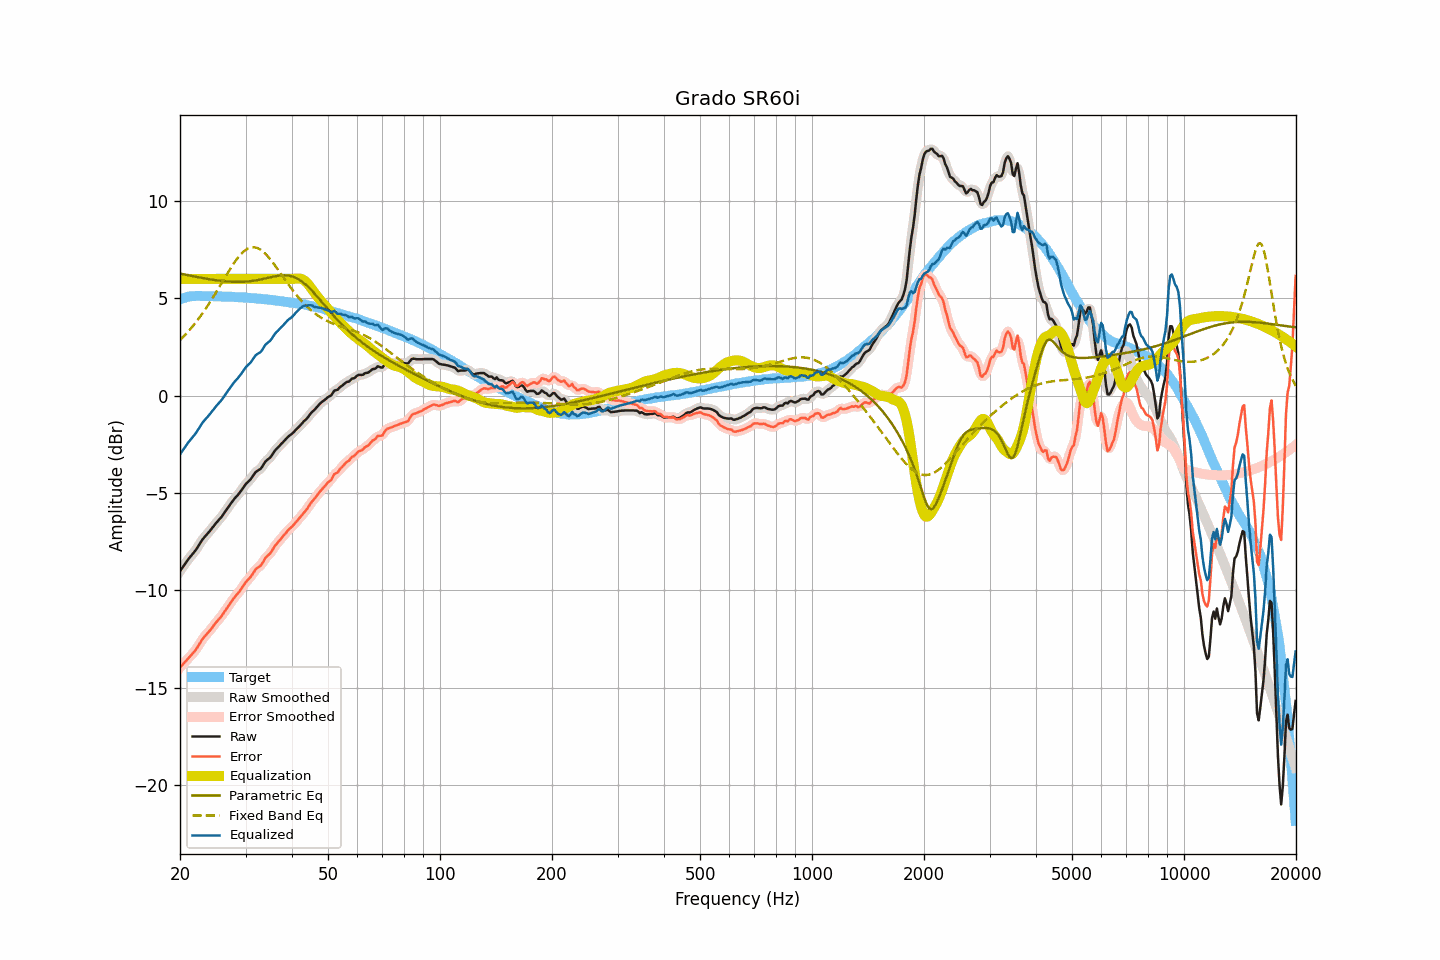 Grado SR60i
10
5
0
−5
−10
−15
−20
Amplitude (dBr)
Target
Raw Smoothed
Error Smoothed
Raw
Error
Equalization
Parametric Eq
Fixed Band Eq
Equalized
20 50 100 200 500 1000 2000 5000 10000 20000
Frequency (Hz)